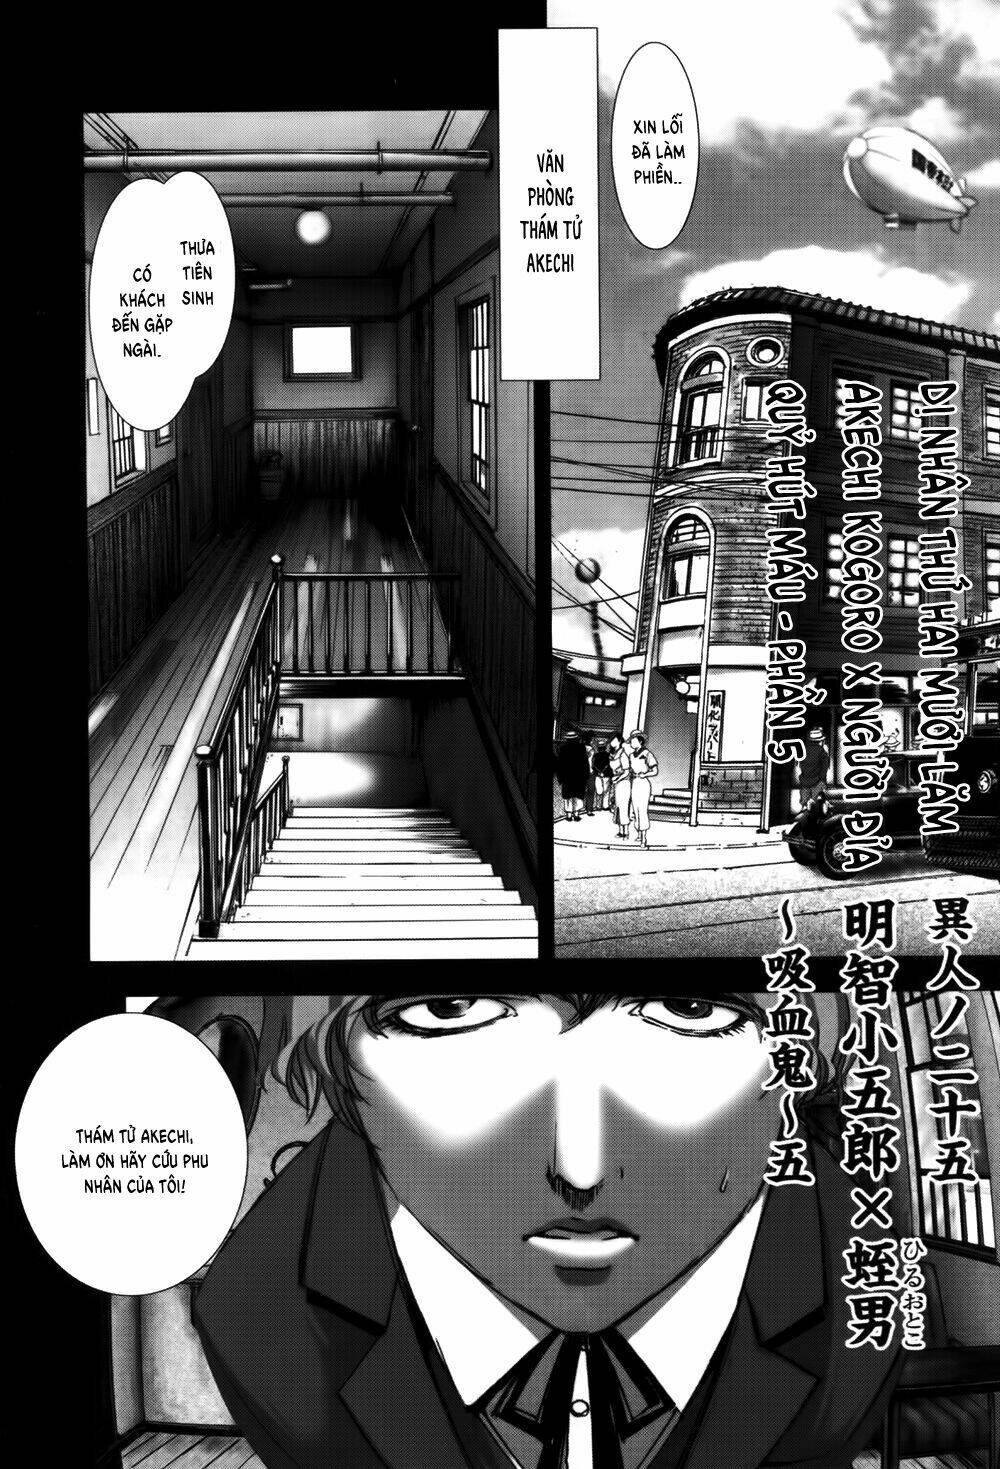 XIN LỖI
ĐÃ LÀM
PHIỀN..
VĂN
PHÒNG
THÁM TỬ
AKECHI
THƯA
TIÊN
SINH
CÓ
KHÁCH
ĐẾN GẶP
NGÀI.
DỊ NHÂN THỨ HAI MƯƠI LĂM
AKECHI KOGORO X NGƯỜI ĐỈA
QUỶ HÚT MÁU - PHẦN 5
異人ノ二十五
明智小五郎×蛭男
ひるおとこ
～吸血鬼～五
THÁM TỬ AKECHI,
LÀM ƠN HÃY CỨU PHU
NHÂN CỦA TÔI!